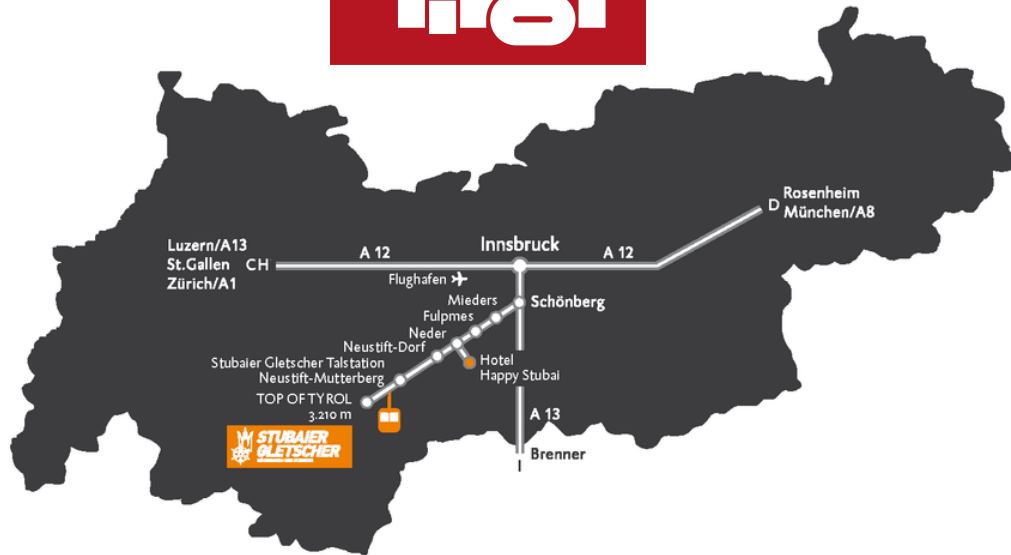 Rosenheim
D München/A8
Luzern/A13
St.Gallen CH
Zürich/A1
A 12
Innsbruck
A 12
Flughafen
Mieders
Schönberg
Fulpmes
Neder
Neustift-Dorf
Hotel
Happy Stubai
Stubaier Gletscher Talstation
Neustift-Mutterberg
TOP OF TYROL
3.210 m
A 13
STUBAIER
GLETSCHER
Brenner
I